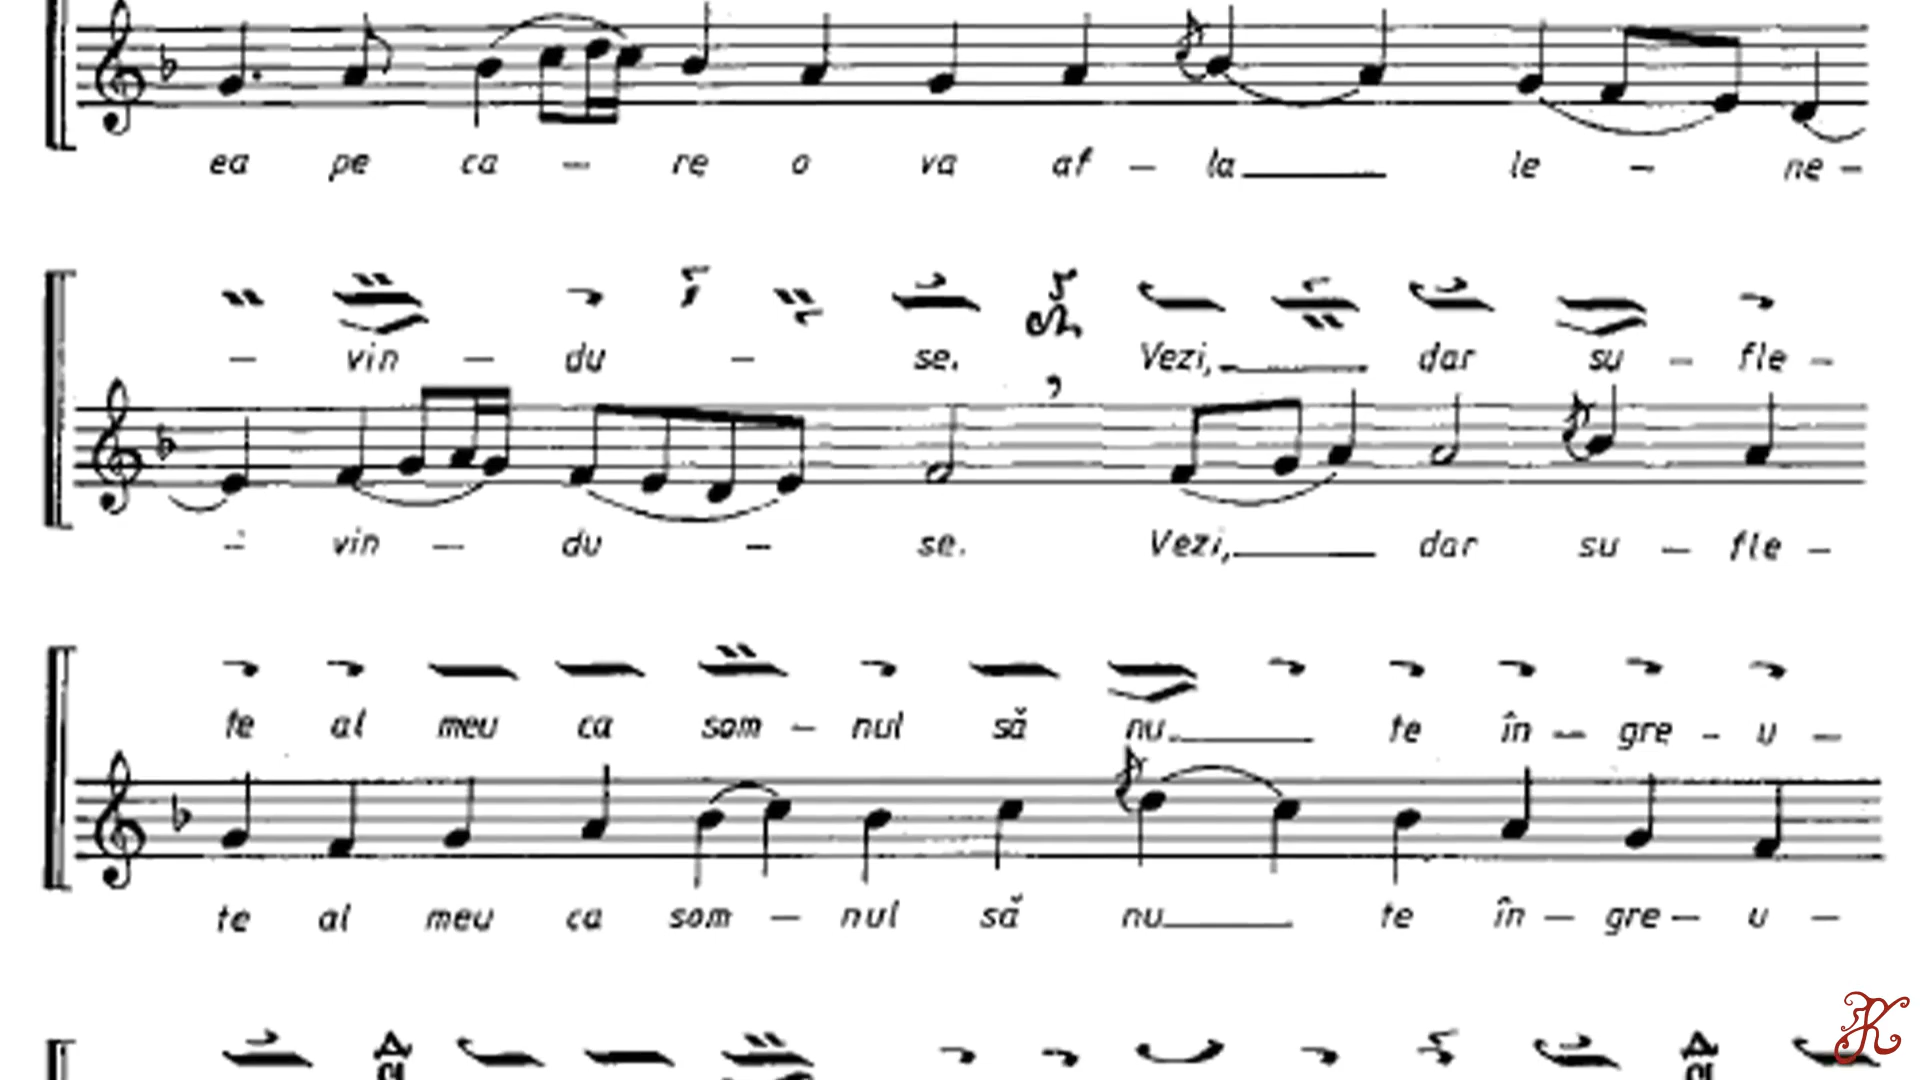 ea pe ca – re o va af – la le – ne –
– vin – du – se. Vezi, dar su – fle –
– vin – du – se. Vezi, dar su – fle –
te al meu ca som – nul să nu te în – gre – u –
te al meu ca som – nul să nu te în – gre – u –